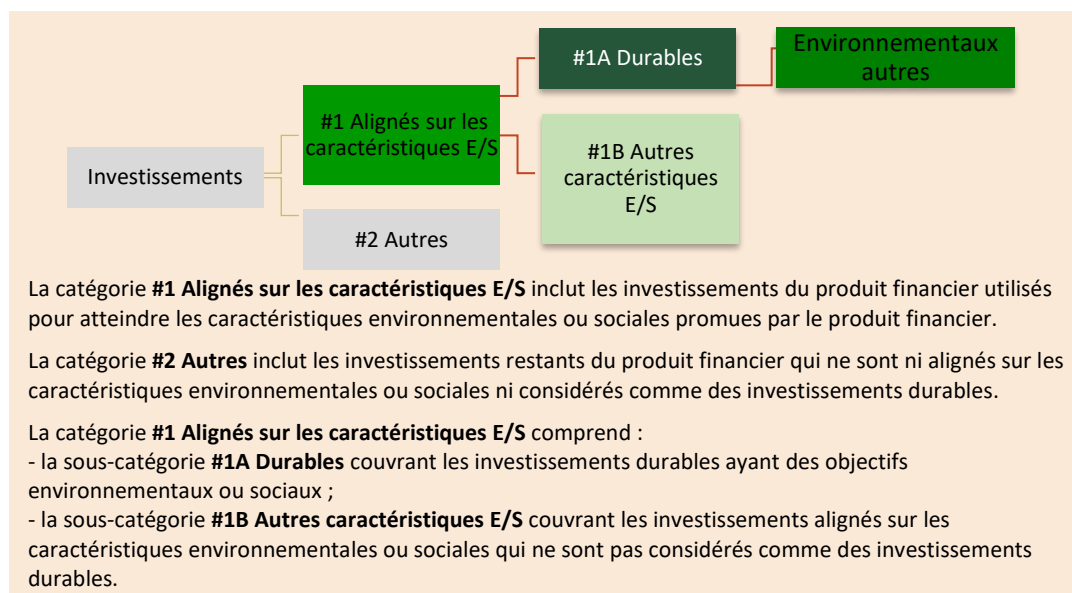 #1A Durables
Environnementaux
autres
#1 Alignés sur les
caractéristiques E/S
#1B Autres
caractéristiques
E/S
Investissements
#2 Autres
La catégorie #1 Alignés sur les caractéristiques E/S inclut les investissements du produit financier utilisés
pour atteindre les caractéristiques environnementales ou sociales promues par le produit financier.
La catégorie #2 Autres inclut les investissements restants du produit financier qui ne sont ni alignés sur les
caractéristiques environnementales ou sociales ni considérés comme des investissements durables.
La catégorie #1 Alignés sur les caractéristiques E/S comprend :
- la sous-catégorie #1A Durables couvrant les investissements durables ayant des objectifs
environnementaux ou sociaux ;
- la sous-catégorie #1B Autres caractéristiques E/S couvrant les investissements alignés sur les
caractéristiques environnementales ou sociales qui ne sont pas considérés comme des investissements
durables.